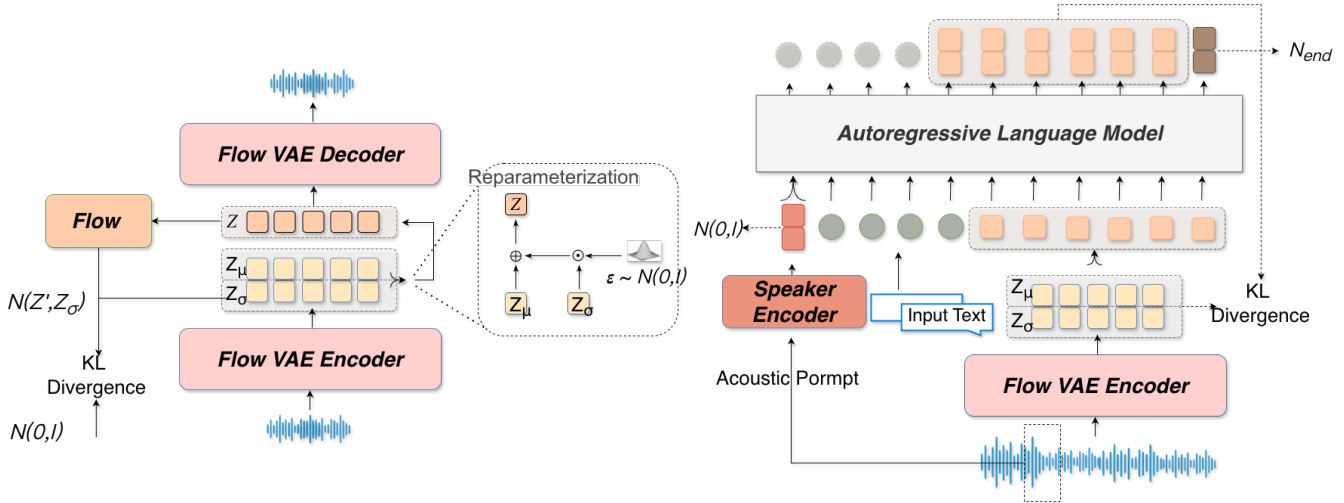 Flow VAE Decoder
Reparameterization
Flow
Z
Z
Zμ
Zσ
N(Z',Zσ)
ε ~ N(0,I)
Zμ
Zσ
Flow VAE Encoder
KL
Divergence
N(0,I)
Nend
Autoregressive Language Model
N(0,I)
Speaker
Encoder
Input Text
Zμ
Zσ
KL
Divergence
Acoustic Pormpt
Flow VAE Encoder